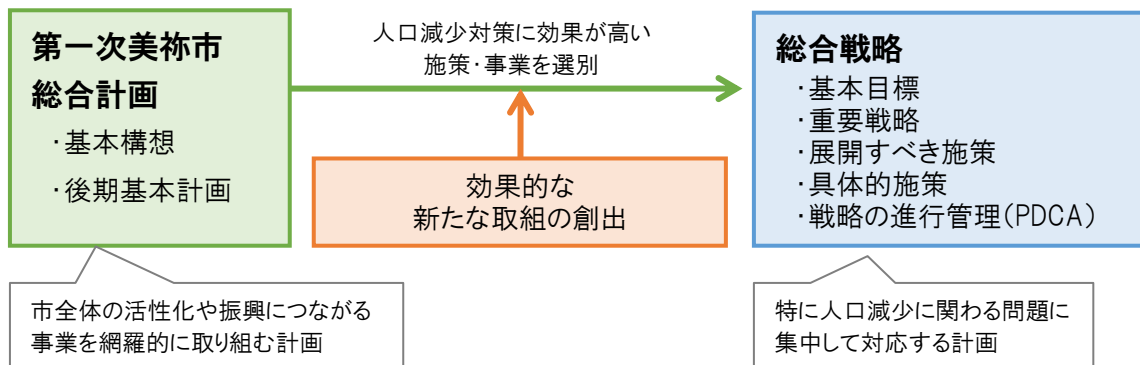 第一次美祢市
総合計画
・基本構想
・後期基本計画
人口減少対策に効果が高い
施策・事業を選別
効果的な
新たな取組の創出
総合戦略
・基本目標
・重要戦略
・展開すべき施策
・具体的施策
・戦略の進行管理(PDCA)
市全体の活性化や振興につながる
事業を網羅的に取り組む計画
特に人口減少に関わる問題に
集中して対応する計画